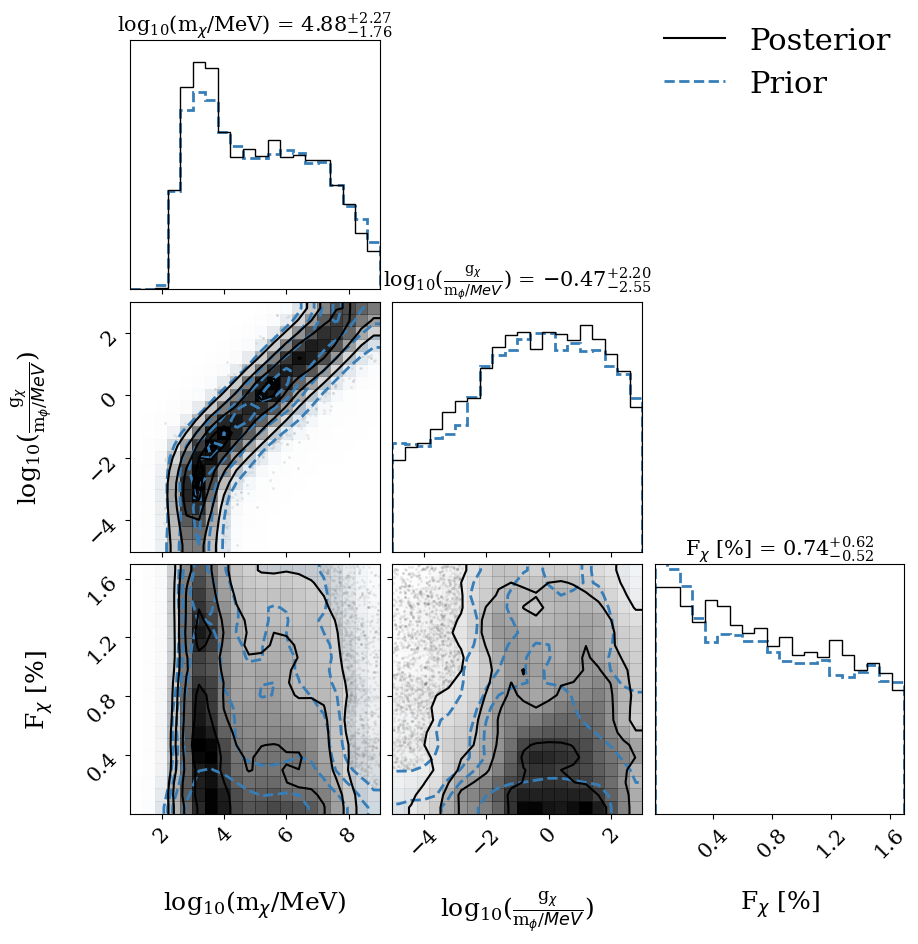 log₁₀(mᵪ/MeV) = 4.88⁺²·²⁷₋₁.₇₆
Posterior
Prior
log₁₀(gᵪ/m_ϕ/MeV) = −0.47⁺²·²⁰₋₂.₅₅
log₁₀(gᵪ/m_ϕ/MeV)
2
0
−2
−4
Fᵪ [%] = 0.74⁺⁰·⁶²₋₀.₅₂
Fᵪ [%]
1.6
1.2
0.8
0.4
2 4 6 8
−4 −2 0 2
0.4 0.8 1.2 1.6
log₁₀(mᵪ/MeV)
log₁₀(gᵪ/m_ϕ/MeV)
Fᵪ [%]